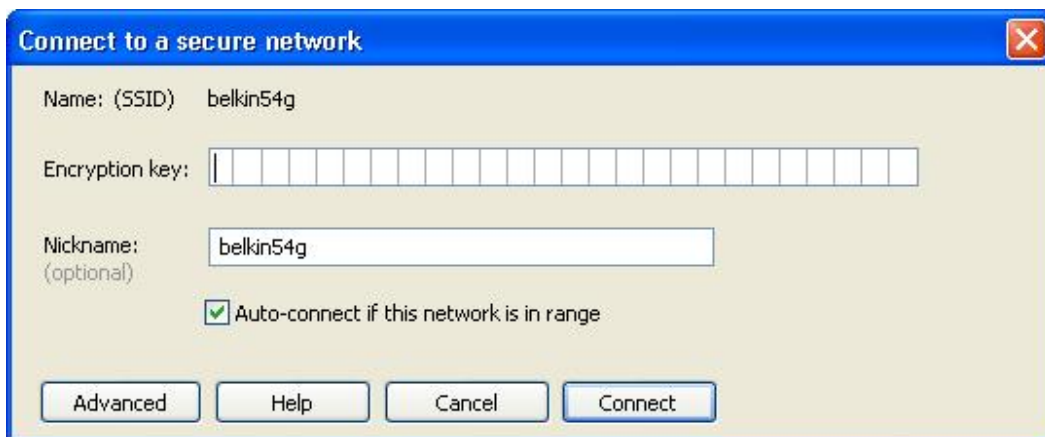 Connect to a secure network
Name: (SSID) belkin54g
Encryption key:
Nickname: belkin54g
(optional)
Auto-connect if this network is in range
Advanced Help Cancel Connect